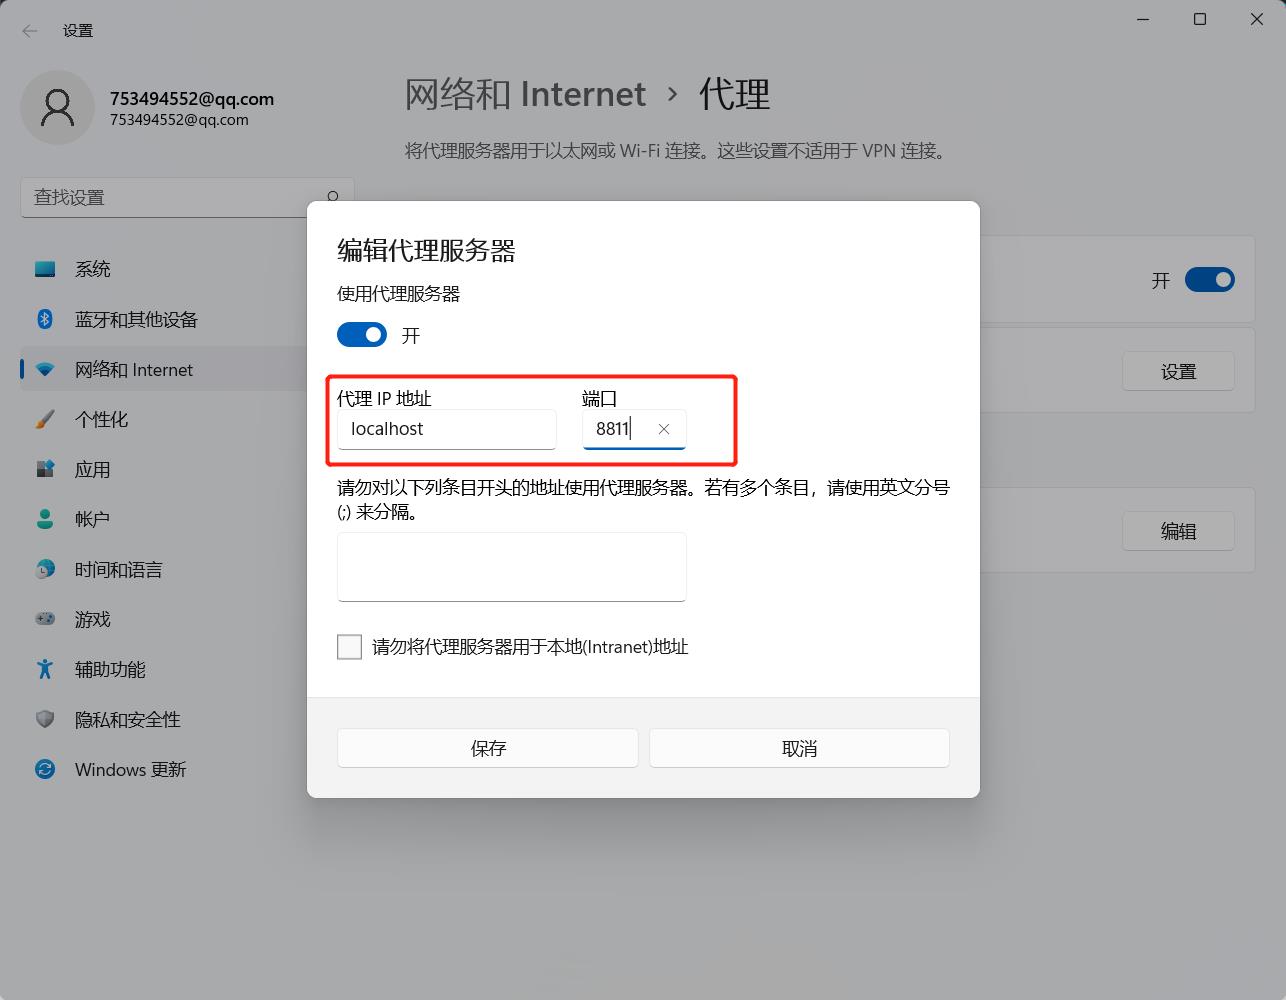 设置
753494552@qq.com
753494552@qq.com
查找设置
系统
蓝牙和其他设备
网络和 Internet
个性化
应用
帐户
时间和语言
游戏
辅助功能
隐私和安全性
Windows 更新
网络和 Internet › 代理
将代理服务器用于以太网或 Wi-Fi 连接。这些设置不适用于 VPN 连接。
开
设置
编辑
编辑代理服务器
使用代理服务器
开
代理 IP 地址 端口
localhost 8811
请勿对以下列条目开头的地址使用代理服务器。若有多个条目，请使用英文分号
(;) 来分隔。
请勿将代理服务器用于本地(Intranet)地址
保存 取消